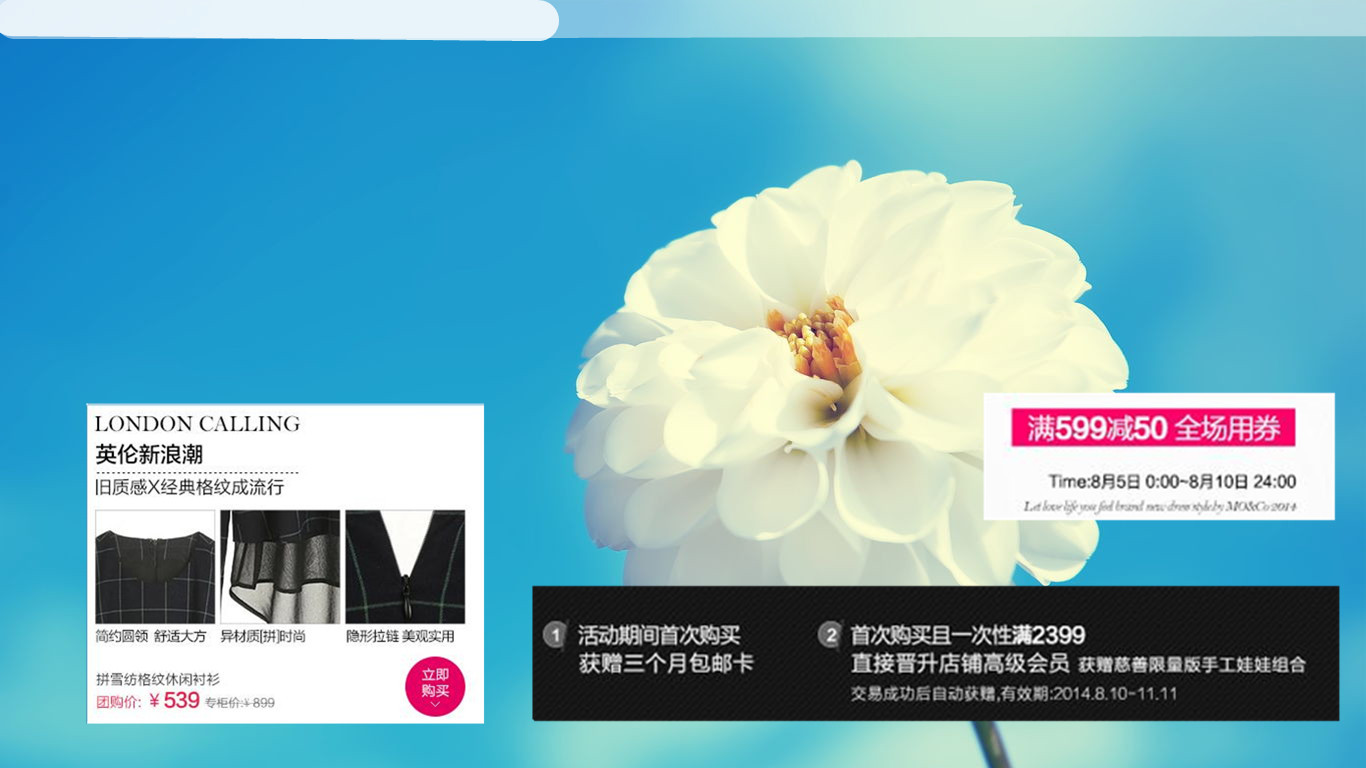 LONDON CALLING
英伦新浪潮
旧质感X经典格纹成流行
简约圆领 舒适大方
异材质[拼]时尚
隐形拉链 美观实用
拼雪纺格纹休闲衬衫
团购价: ¥539 专柜价:¥899
立即
购买
满599减50 全场用券
Time:8月5日 0:00~8月10日 24:00
Let love life you feel brand new dress style by MO&Co 2014
1 活动期间首次购买
获赠三个月包邮卡
2 首次购买且一次性满2399
直接晋升店铺高级会员 获赠慈善限量版手工娃娃组合
交易成功后自动获赠,有效期:2014.8.10-11.11